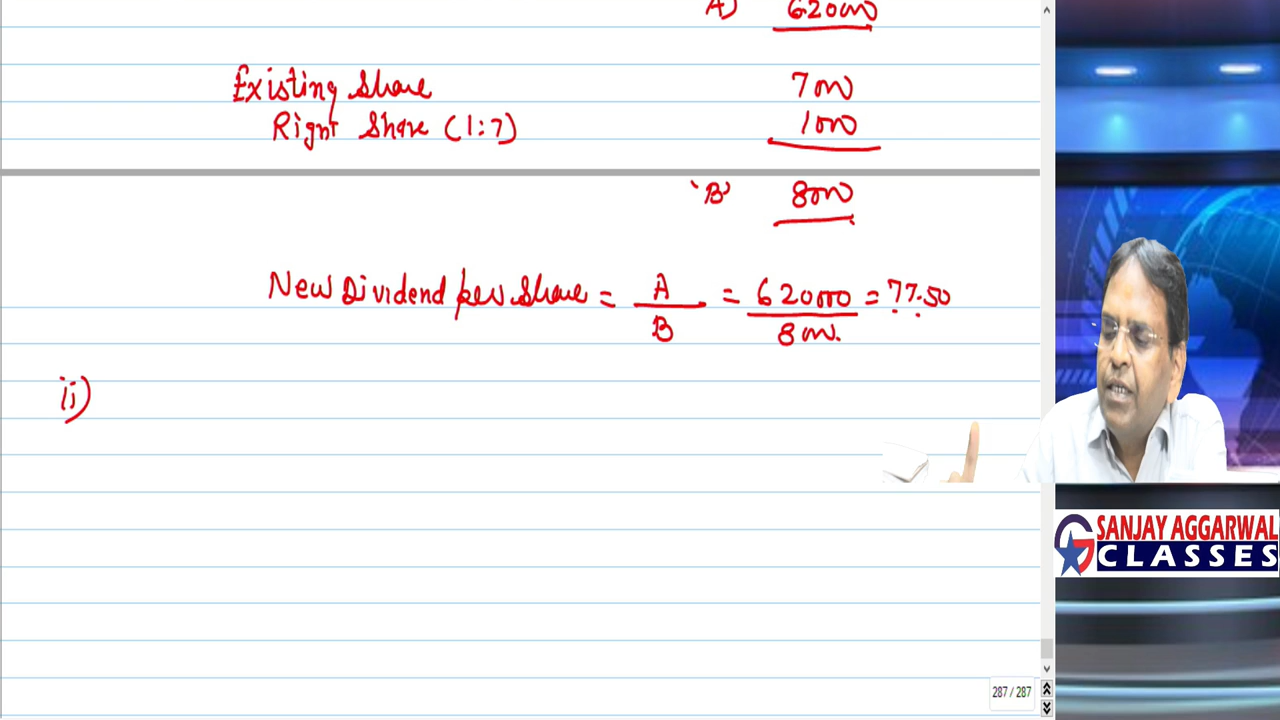 A) 620000
Existing Share 7000
Right Share (1:7) 1000
'B' 8000
New Dividend per Share = A / B = 620000 / 8000. = 77.50
ii)
SANJAY AGGARWAL
CLASSES
287 / 287